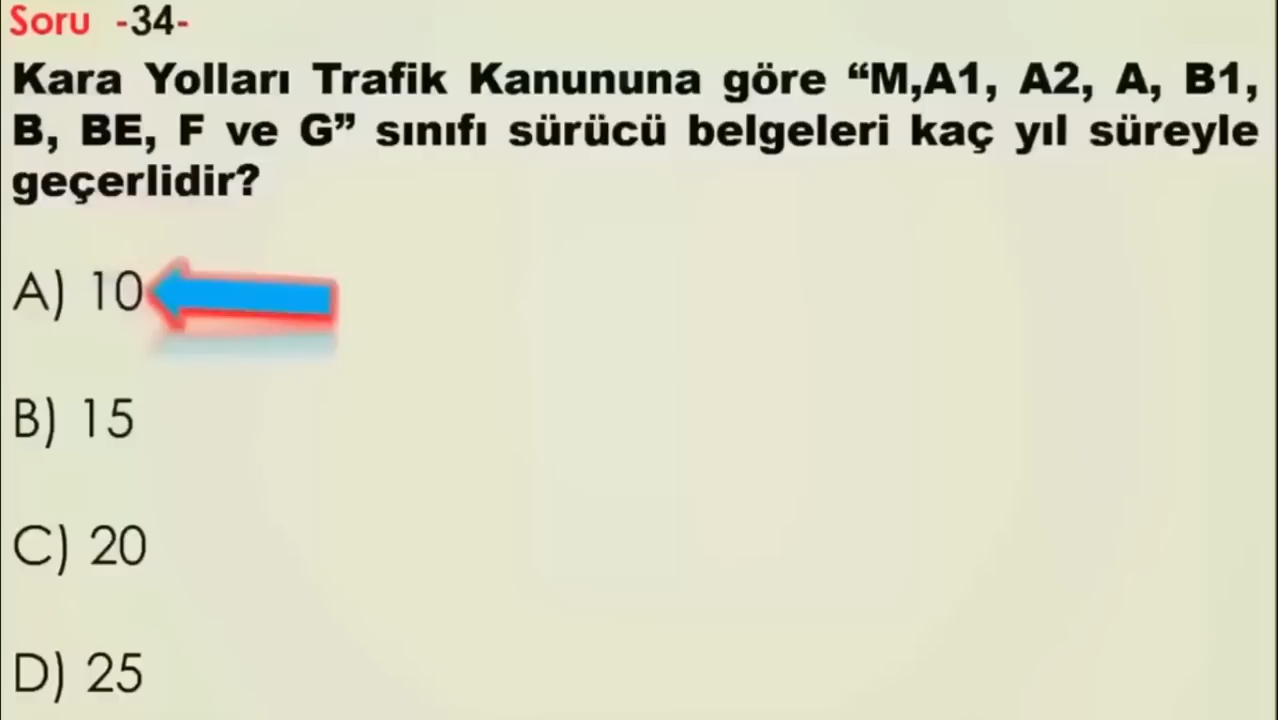 Soru -34-
Kara Yolları Trafik Kanununa göre “M,A1, A2, A, B1,
B, BE, F ve G” sınıfı sürücü belgeleri kaç yıl süreyle
geçerlidir?
A) 10
B) 15
C) 20
D) 25